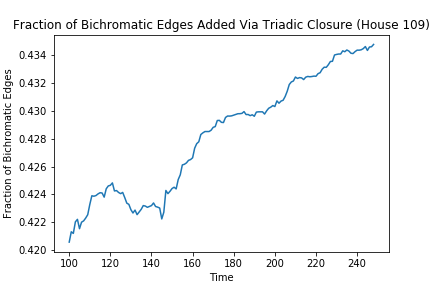 Fraction of Bichromatic Edges Added Via Triadic Closure (House 109)
Fraction of Bichromatic Edges
0.434
0.432
0.430
0.428
0.426
0.424
0.422
0.420
100 120 140 160 180 200 220 240
Time